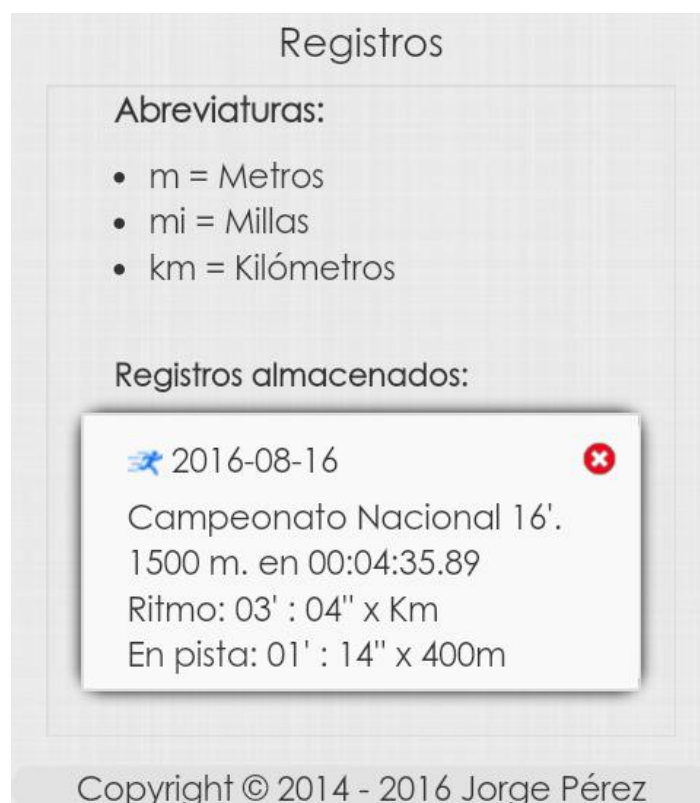 Registros
Abreviaturas:
• m = Metros
• mi = Millas
• km = Kilómetros
Registros almacenados:
2016-08-16
Campeonato Nacional 16'.
1500 m. en 00:04:35.89
Ritmo: 03' : 04" x Km
En pista: 01' : 14" x 400m
Copyright © 2014 - 2016 Jorge Pérez